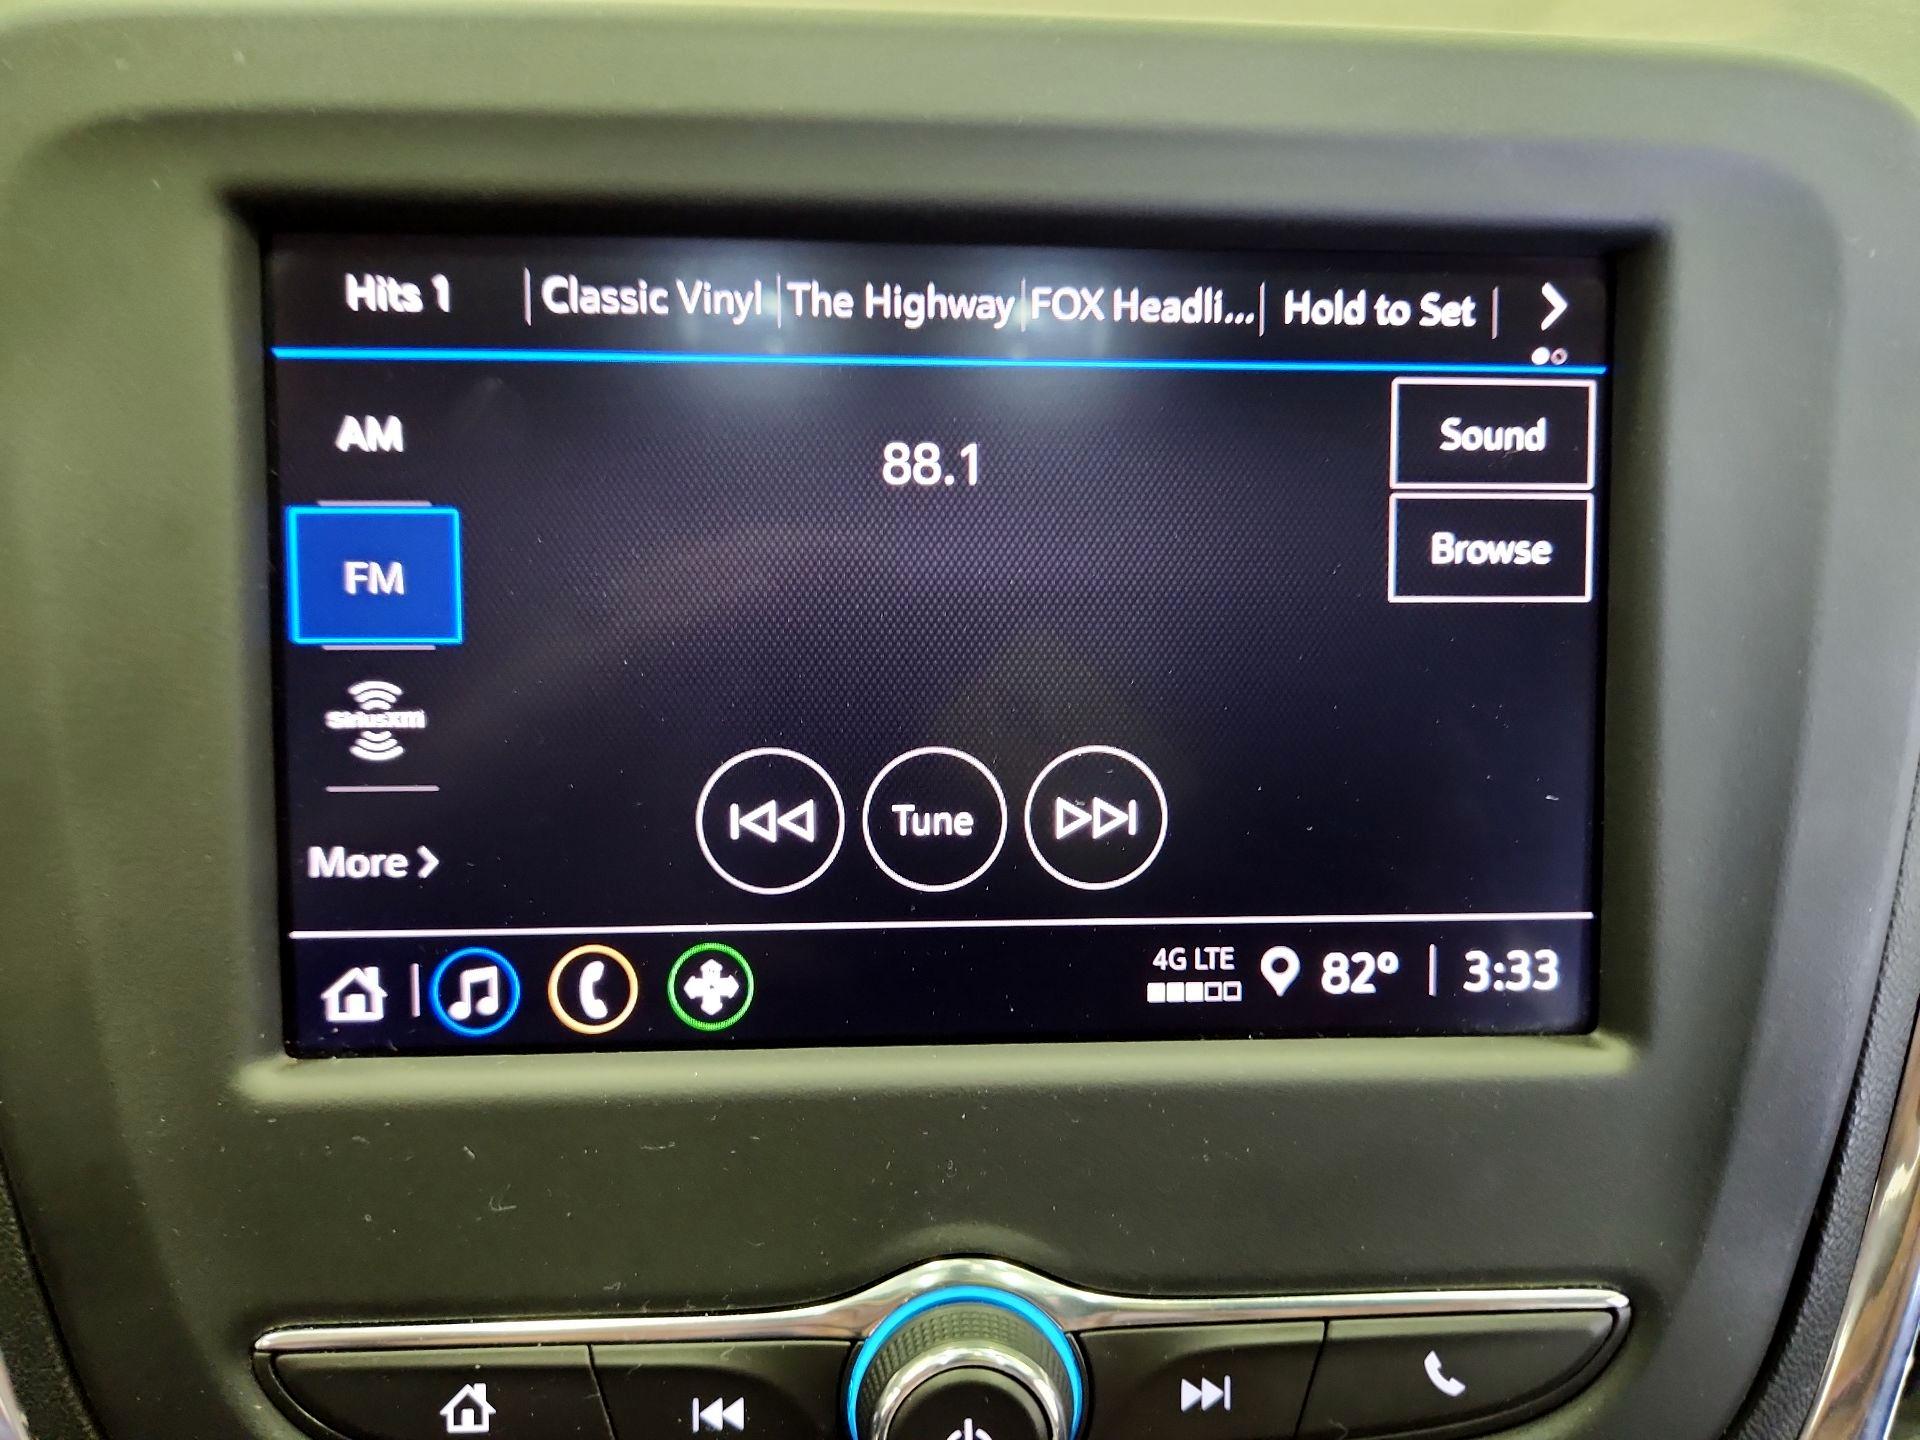 Hits 1 | Classic Vinyl | The Highway | FOX Headli... | Hold to Set |
AM
88.1
Sound
FM
Browse
SiriusXM
Tune
More >
4G LTE
82° | 3:33